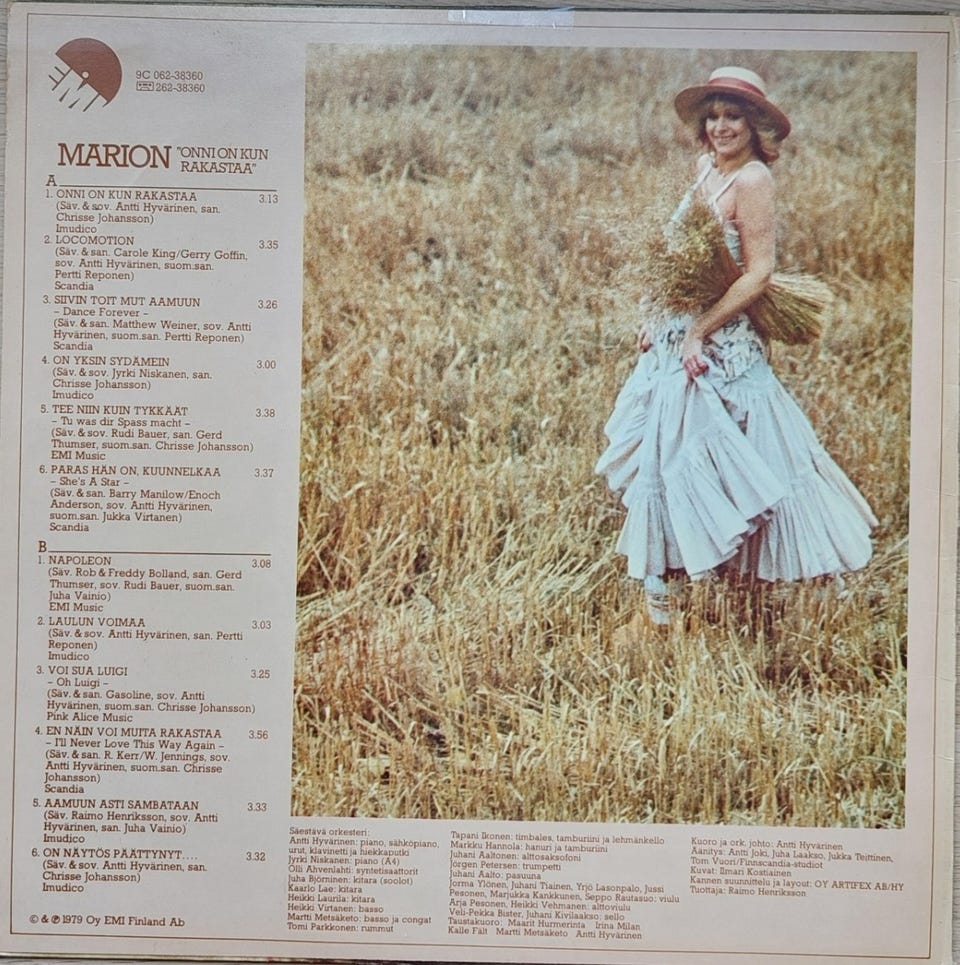 EMI
9C 062-38360
262-38360
MARION "ONNI ON KUN
RAKASTAA"
A
1. ONNI ON KUN RAKASTAA 3.13
(Säv. & sov. Antti Hyvärinen, san.
Chrisse Johansson)
Imudico
2. LOCOMOTION 3.35
(Säv. & san. Carole King/Gerry Goffin,
sov. Antti Hyvärinen, suom.san.
Pertti Reponen)
Scandia
3. SIIVIN TOIT MUT AAMUUN 3.26
– Dance Forever –
(Säv. & san. Matthew Weiner, sov. Antti
Hyvärinen, suom.san. Pertti Reponen)
Scandia
4. ON YKSIN SYDÄMEIN 3.00
(Säv. & sov. Jyrki Niskanen, san.
Chrisse Johansson)
Imudico
5. TEE NIIN KUIN TYKKÄÄT 3.38
– Tu was dir Spass macht –
(Säv. & sov. Rudi Bauer, san. Gerd
Thumser, suom.san. Chrisse Johansson)
EMI Music
6. PARAS HÄN ON, KUUNNELKAA 3.37
– She's A Star –
(Säv. & san. Barry Manilow/Enoch
Anderson, sov. Antti Hyvärinen,
suom.san. Jukka Virtanen)
Scandia
B
1. NAPOLEON 3.08
(Säv. Rob & Freddy Bolland, san. Gerd
Thumser, sov. Rudi Bauer, suom.san.
Juha Vainio)
EMI Music
2. LAULUN VOIMAA 3.03
(Säv. & sov. Antti Hyvärinen, san. Pertti
Reponen)
Imudico
3. VOI SUA LUIGI 3.25
– Oh Luigi –
(Säv. & san. Gasoline, sov. Antti
Hyvärinen, suom.san. Chrisse Johansson)
Pink Alice Music
4. EN NÄIN VOI MUITA RAKASTAA 3.56
– I'll Never Love This Way Again –
(Säv. & san. R. Kerr/W. Jennings, sov.
Antti Hyvärinen, suom.san. Chrisse
Johansson)
Scandia
5. AAMUUN ASTI SAMBATAAN 3.33
(Säv. Raimo Henriksson, sov. Antti
Hyvärinen, san. Juha Vainio)
Imudico
6. ON NÄYTÖS PÄÄTTYNYT.... 3.32
(Säv. & sov. Antti Hyvärinen, san.
Chrisse Johansson)
Imudico
© & ℗ 1979 Oy EMI Finland Ab
Säestävä orkesteri:
Antti Hyvärinen: piano, sähköpiano,
urut, klavinetti ja hiekkaputki
Jyrki Niskanen: piano (A4)
Olli Ahvenlahti: syntetisaattorit
Juha Björninen: kitara (soolot)
Kaarlo Lae: kitara
Heikki Laurila: kitara
Heikki Virtanen: basso
Martti Metsäketo: basso ja congat
Tomi Parkkonen: rummut
Tapani Ikonen: timbales, tamburiini ja lehmänkello
Markku Hannola: hanuri ja tamburiini
Juhani Aaltonen: alttosaksofoni
Jörgen Petersen: trumpetti
Juhani Aalto: pasuuna
Jorma Ylönen, Juhani Tiainen, Yrjö Lasonpalo, Jussi
Pesonen, Marjukka Kankkunen, Seppo Rautasuo: viulu
Arja Pesonen, Heikki Vehmanen: alttoviulu
Veli-Pekka Bister, Juhani Kivilaakso, sello
Taustakuoro: Maarit Hurmerinta Irina Milan
Kalle Fält Martti Metsäketo Antti Hyvärinen
Kuoro ja ork. johto: Antti Hyvärinen
Äänitys: Antti Joki, Juha Laakso, Jukka Teittinen,
Tom Vuori/Finnscandia-studiot
Kuvat: Ilmari Kostiainen
Kannen suunnittelu ja layout: OY ARTIFEX AB/HY
Tuottaja: Raimo Henriksson